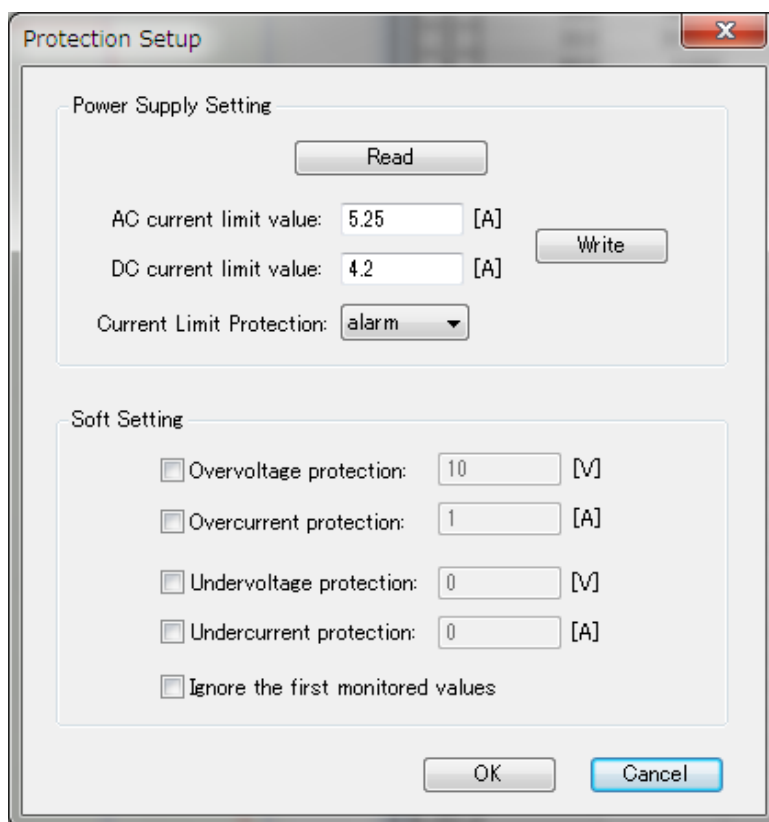 Protection Setup
Power Supply Setting
Read
AC current limit value: 5.25 [A]
Write
DC current limit value: 4.2 [A]
Current Limit Protection: alarm
Soft Setting
Overvoltage protection: 10 [V]
Overcurrent protection: 1 [A]
Undervoltage protection: 0 [V]
Undercurrent protection: 0 [A]
Ignore the first monitored values
OK Cancel